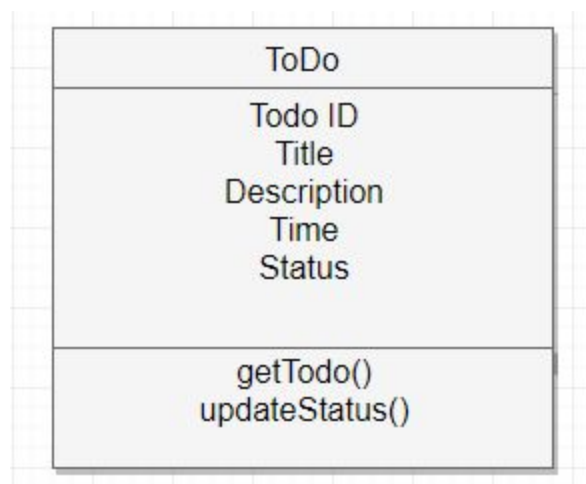 ToDo
Todo ID
Title
Description
Time
Status
getTodo()
updateStatus()